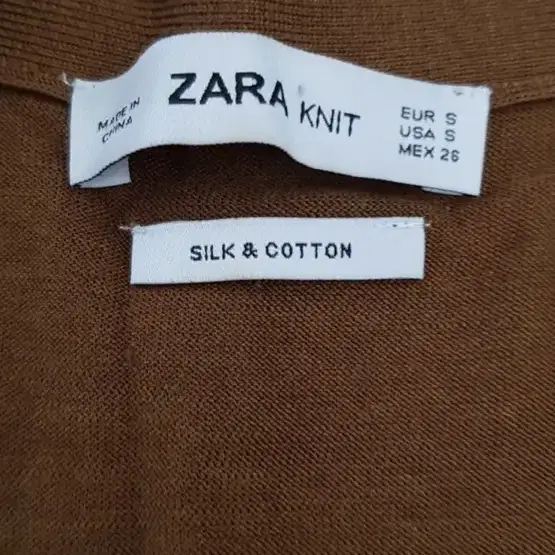 MADE IN
CHINA
ZARA KNIT
EUR S
USA S
MEX 26
SILK & COTTON